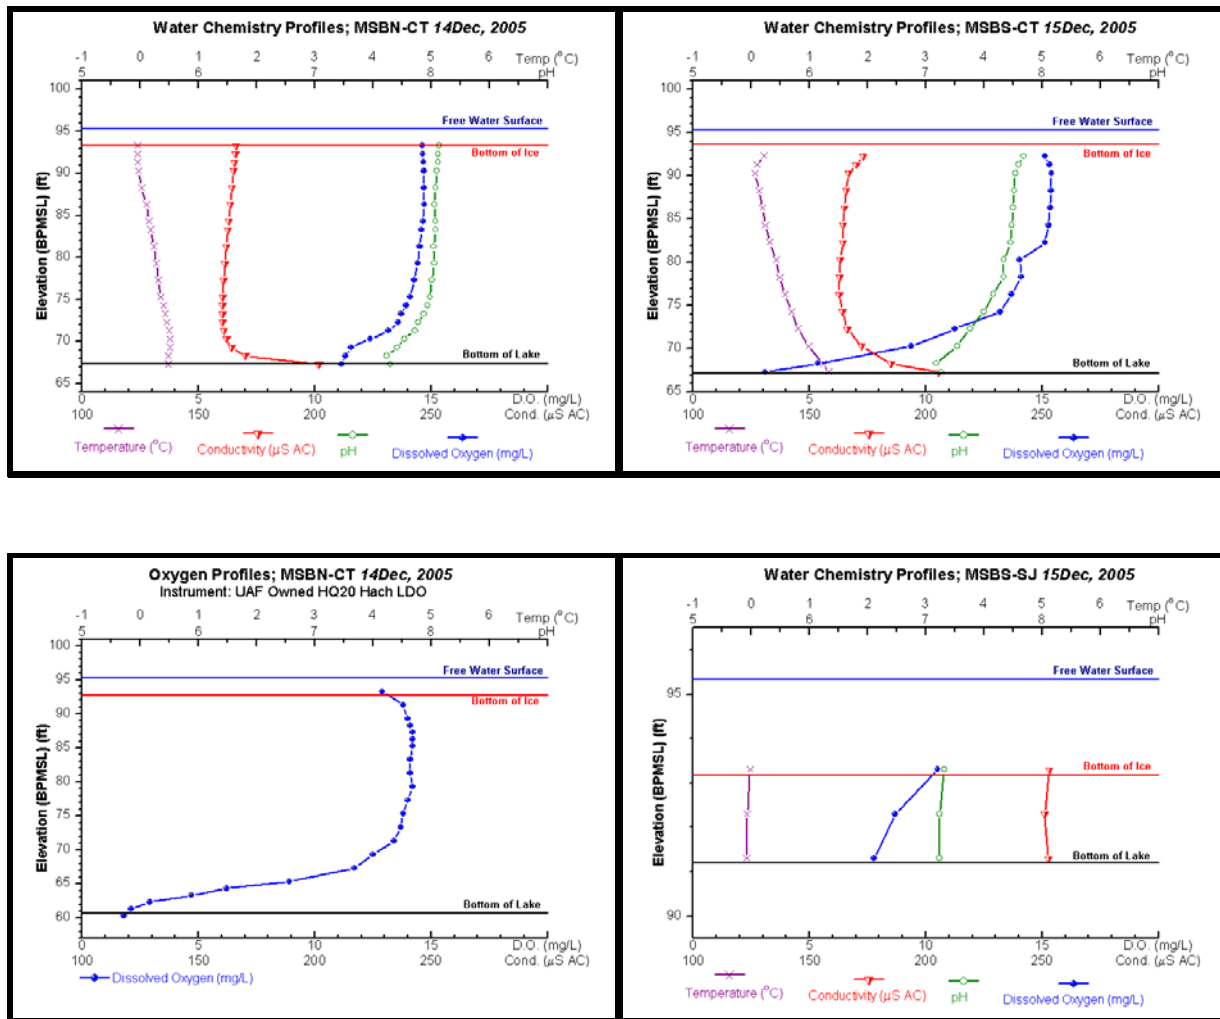 Water Chemistry Profiles; MSBN-CT 14Dec, 2005
-1 0 1 2 3 4 5 Temp (°C)
5 6 7 8 pH
100
95
90
85
80
75
70
65
Elevation (BPMSL) (ft)
Free Water Surface
Bottom of Ice
Bottom of Lake
0 5 10 15 D.O. (mg/L)
100 150 200 250 Cond. (µS AC)
Temperature (°C) Conductivity (µS AC) pH Dissolved Oxygen (mg/L)
Water Chemistry Profiles; MSBS-CT 15Dec, 2005
-1 0 1 2 3 4 5 6 Temp (°C)
5 6 7 8 pH
100
95
90
85
80
75
70
65
Elevation (BPMSL) (ft)
Free Water Surface
Bottom of Ice
Bottom of Lake
0 5 10 15 D.O. (mg/L)
100 150 200 250 Cond. (µS AC)
Temperature (°C) Conductivity (µS AC) pH Dissolved Oxygen (mg/L)
Oxygen Profiles; MSBN-CT 14Dec, 2005
Instrument: UAF Owned HQ20 Hach LDO
-1 0 1 2 3 4 5 6 Temp (°C)
5 6 7 8 pH
100
95
90
85
80
75
70
65
60
Elevation (BPMSL) (ft)
Free Water Surface
Bottom of Ice
Bottom of Lake
0 5 10 15 D.O. (mg/L)
100 150 200 250 Cond. (µS AC)
Dissolved Oxygen (mg/L)
Water Chemistry Profiles; MSBS-SJ 15Dec, 2005
-1 0 1 2 3 4 5 6 Temp (°C)
5 6 7 8 pH
95
90
Elevation (BPMSL) (ft)
Free Water Surface
Bottom of Ice
Bottom of Lake
0 5 10 15 D.O. (mg/L)
100 150 200 250 Cond. (µS AC)
Temperature (°C) Conductivity (µS AC) pH Dissolved Oxygen (mg/L)